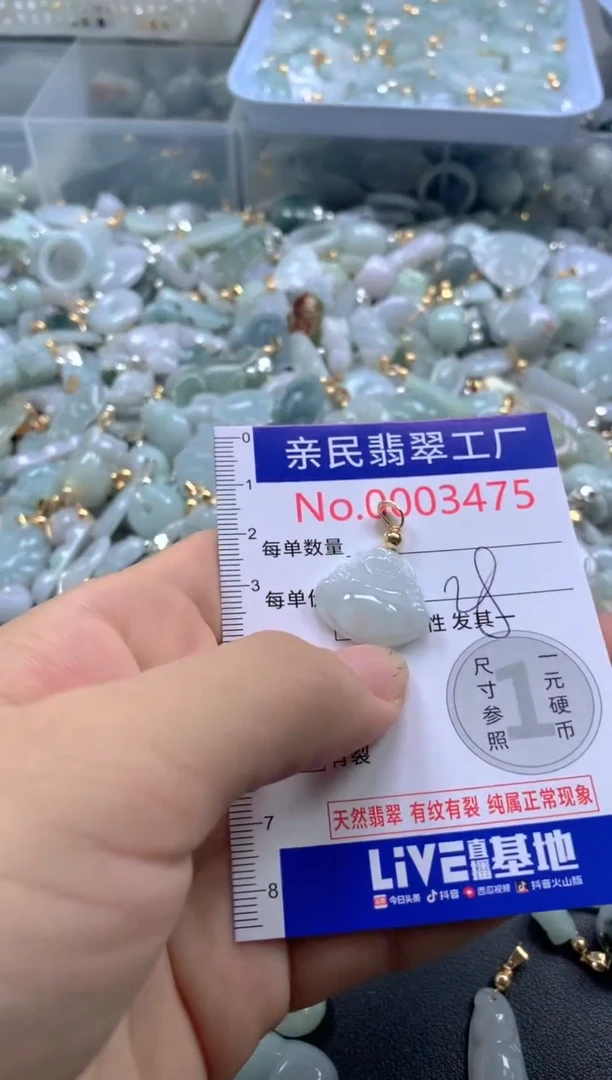 0
亲民翡翠工厂
1
No.0003475
2
每单数量
3
每单
性 发其一
尺寸参照
1
一元硬币
有裂
天然翡翠 有纹有裂 纯属正常现象
7
LiVE直播基地
8
今日头条 抖音 西瓜视频 抖音火山版